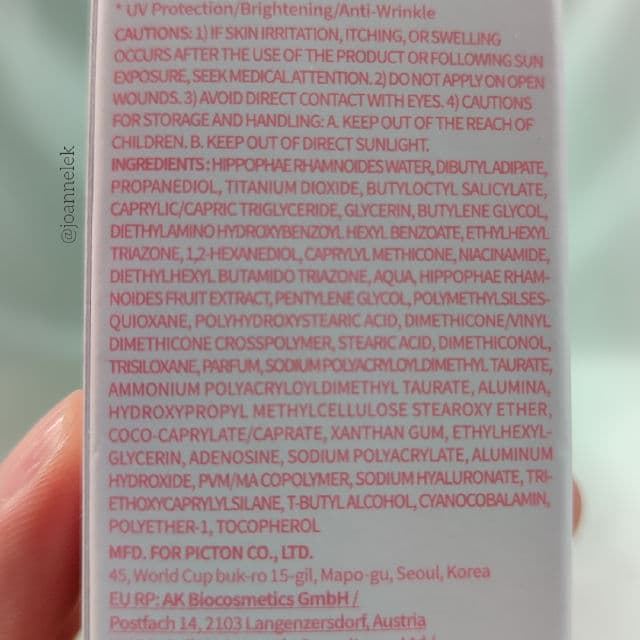 * UV Protection/Brightening/Anti-Wrinkle
CAUTIONS: 1) IF SKIN IRRITATION, ITCHING, OR SWELLING
OCCURS AFTER THE USE OF THE PRODUCT OR FOLLOWING SUN
EXPOSURE, SEEK MEDICAL ATTENTION. 2) DO NOT APPLY ON OPEN
WOUNDS. 3) AVOID DIRECT CONTACT WITH EYES. 4) CAUTIONS
FOR STORAGE AND HANDLING: A. KEEP OUT OF THE REACH OF
CHILDREN. B. KEEP OUT OF DIRECT SUNLIGHT.
INGREDIENTS : HIPPOPHAE RHAMNOIDES WATER, DIBUTYL ADIPATE,
PROPANEDIOL, TITANIUM DIOXIDE, BUTYLOCTYL SALICYLATE,
CAPRYLIC/CAPRIC TRIGLYCERIDE, GLYCERIN, BUTYLENE GLYCOL,
DIETHYLAMINO HYDROXYBENZOYL HEXYL BENZOATE, ETHYLHEXYL
TRIAZONE, 1,2-HEXANEDIOL, CAPRYLYL METHICONE, NIACINAMIDE,
DIETHYLHEXYL BUTAMIDO TRIAZONE, AQUA, HIPPOPHAE RHAM-
NOIDES FRUIT EXTRACT, PENTYLENE GLYCOL, POLYMETHYLSILSES-
QUIOXANE, POLYHYDROXYSTEARIC ACID, DIMETHICONE/VINYL
DIMETHICONE CROSSPOLYMER, STEARIC ACID, DIMETHICONOL,
TRISILOXANE, PARFUM, SODIUM POLYACRYLOYLDIMETHYL TAURATE,
AMMONIUM POLYACRYLOYLDIMETHYL TAURATE, ALUMINA,
HYDROXYPROPYL METHYLCELLULOSE STEAROXY ETHER,
COCO-CAPRYLATE/CAPRATE, XANTHAN GUM, ETHYLHEXYL-
GLYCERIN, ADENOSINE, SODIUM POLYACRYLATE, ALUMINUM
HYDROXIDE, PVM/MA COPOLYMER, SODIUM HYALURONATE, TRI-
ETHOXYCAPRYLYLSILANE, T-BUTYL ALCOHOL, CYANOCOBALAMIN,
POLYETHER-1, TOCOPHEROL
MFD. FOR PICTON CO., LTD.
45, World Cup buk-ro 15-gil, Mapo-gu, Seoul, Korea
EU RP: AK Biocosmetics GmbH /
Postfach 14, 2103 Langenzersdorf, Austria
@joannelek